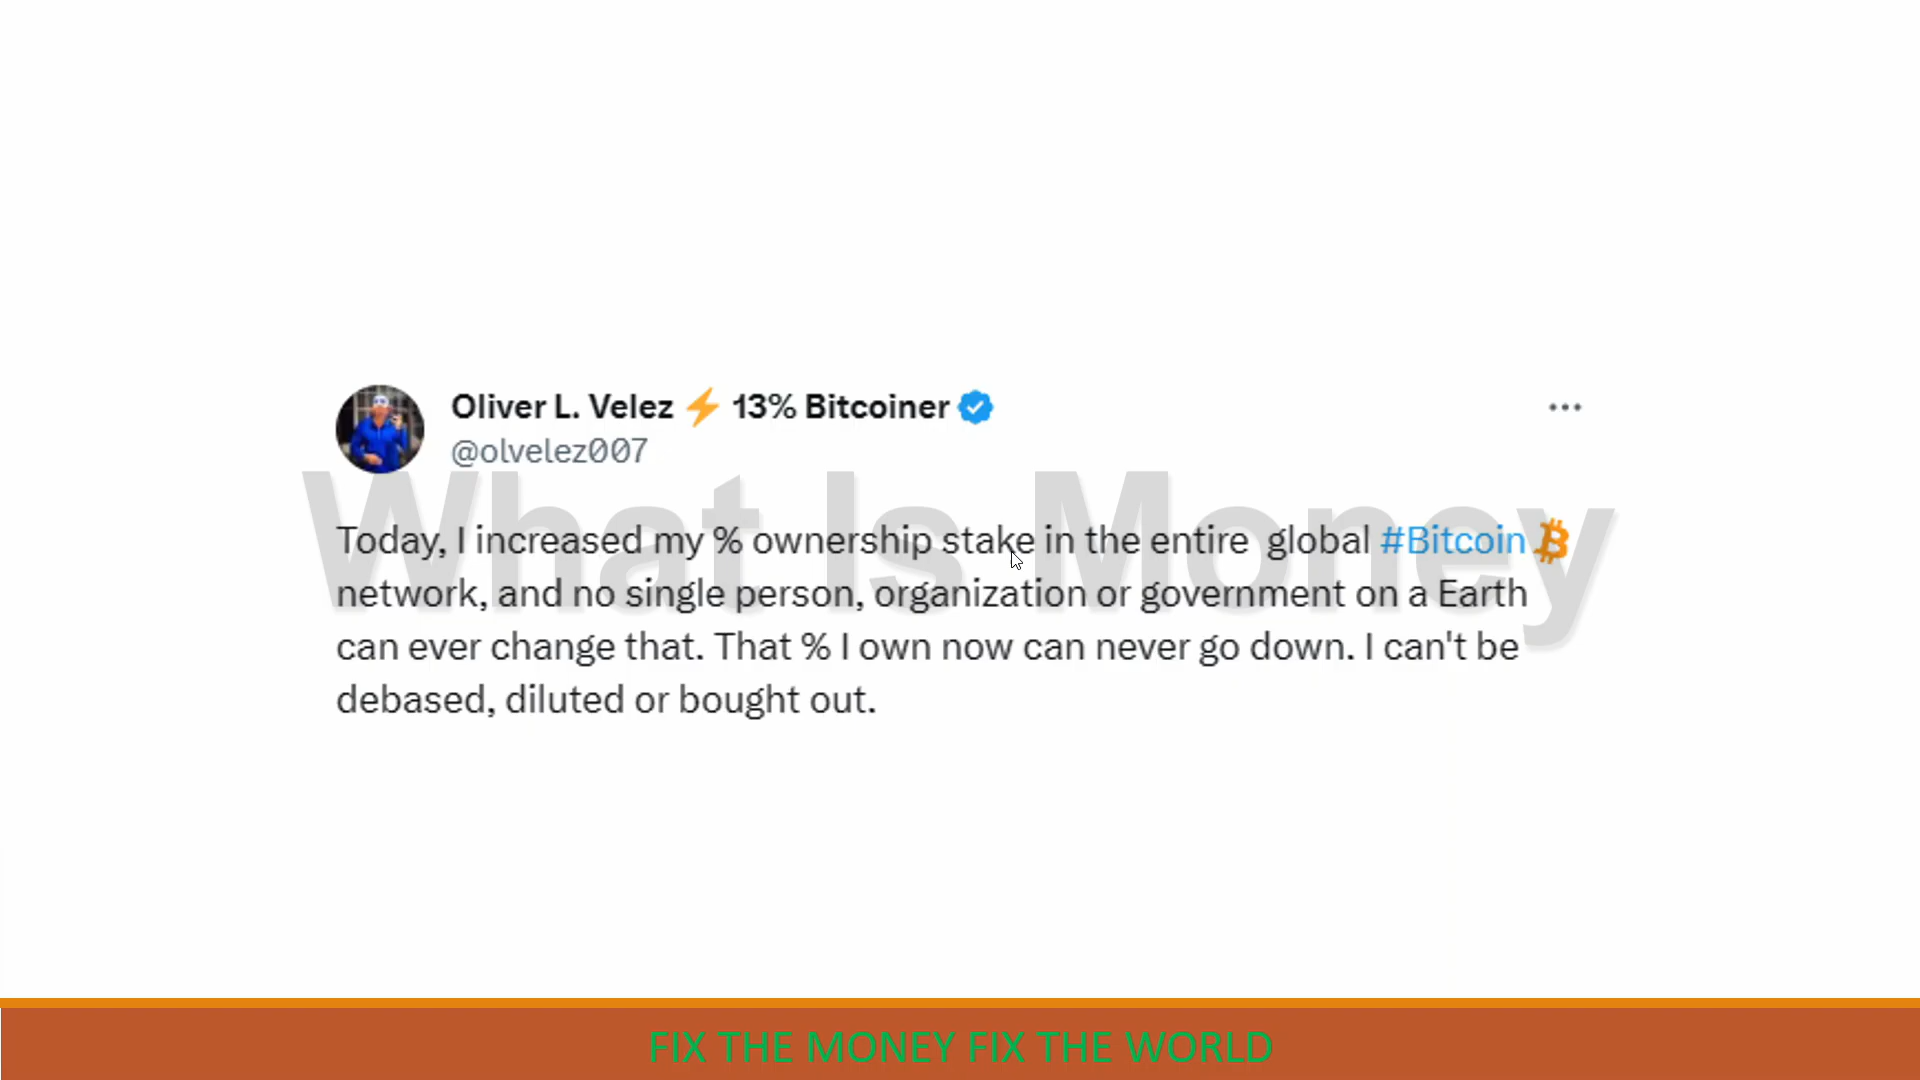 Oliver L. Velez ⚡ 13% Bitcoiner
@olvelez007
What Is Money
Today, I increased my % ownership stake in the entire global #Bitcoin
network, and no single person, organization or government on a Earth
can ever change that. That % I own now can never go down. I can't be
debased, diluted or bought out.
FIX THE MONEY FIX THE WORLD